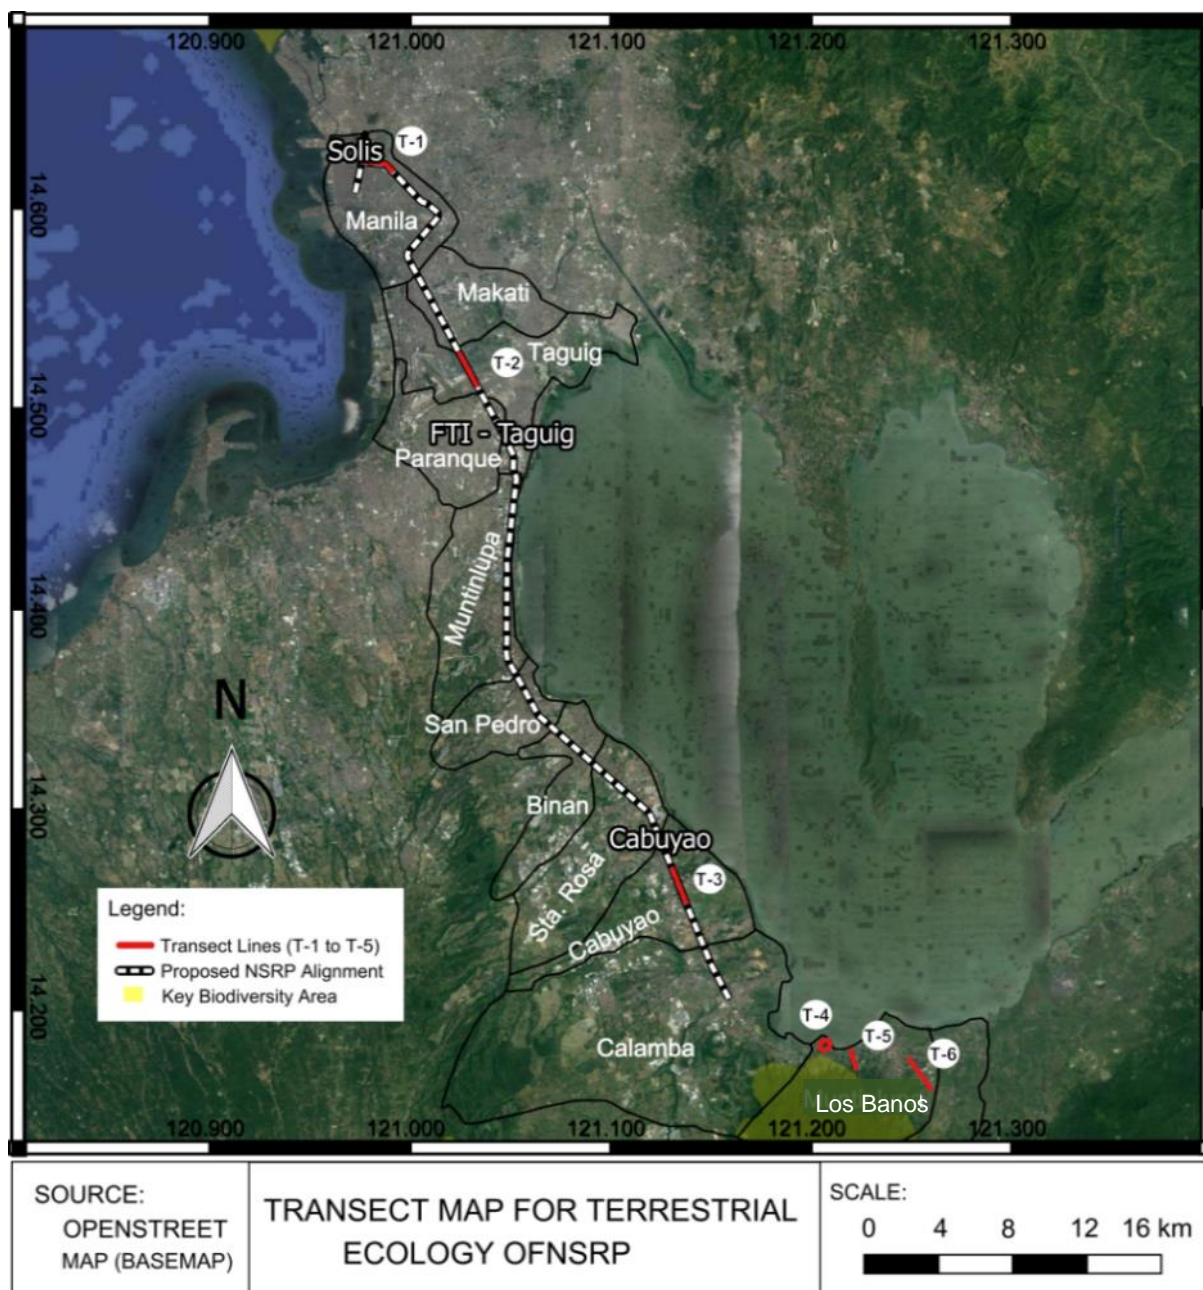 120.900 121.000 121.100 121.200 121.300
T-1
Solis
14.600
Manila
Makati
T-2
Taguig
14.500
FTI - Taguig
Paranque
Muntinlupa
14.400
N
San Pedro
14.300
Binan
Cabuyao
Sta. Rosa
T-3
Cabuyao
Legend:
Transect Lines (T-1 to T-5)
Proposed NSRP Alignment
Key Biodiversity Area
14.200
T-4
T-5
T-6
Calamba
Los Banos
120.900 121.000 121.100 121.200 121.300
SOURCE:
OPENSTREET
MAP (BASEMAP)
TRANSECT MAP FOR TERRESTRIAL
ECOLOGY OFNSRP
SCALE:
0 4 8 12 16 km